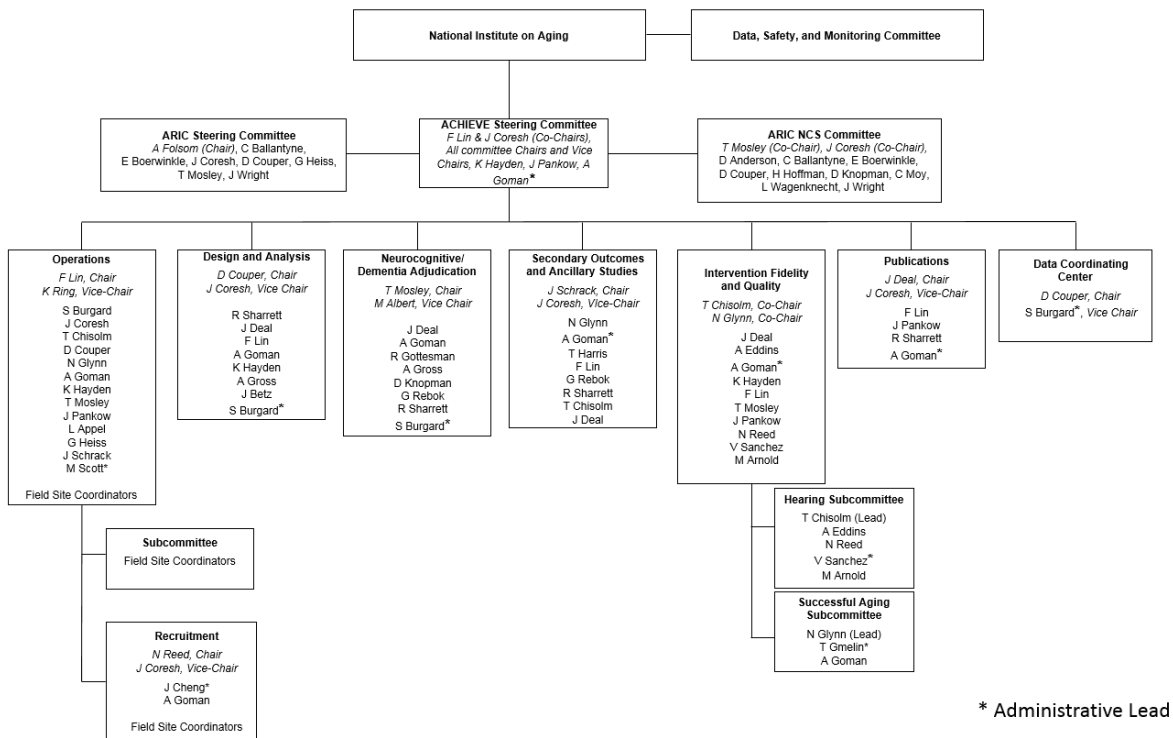 National Institute on Aging
Data, Safety, and Monitoring Committee
ARIC Steering Committee
A Folsom (Chair), C Ballantyne,
E Boerwinkle, J Coresh, D Couper, G Heiss,
T Mosley, J Wright
ACHIEVE Steering Committee
F Lin & J Coresh (Co-Chairs),
All committee Chairs and Vice
Chairs, K Hayden, J Pankow, A
Goman*
ARIC NCS Committee
T Mosley (Co-Chair), J Coresh (Co-Chair),
D Anderson, C Ballantyne, E Boerwinkle,
D Couper, H Hoffman, D Knopman, C Moy,
L Wagenknecht, J Wright
Operations
F Lin, Chair
K Ring, Vice-Chair
S Burgard
J Coresh
T Chisolm
D Couper
N Glynn
A Goman
K Hayden
T Mosley
J Pankow
L Appel
G Heiss
J Schrack
M Scott*
Field Site Coordinators
Design and Analysis
D Couper, Chair
J Coresh, Vice Chair
R Sharrett
J Deal
F Lin
A Goman
K Hayden
A Gross
J Betz
S Burgard*
Neurocognitive/
Dementia Adjudication
T Mosley, Chair
M Albert, Vice Chair
J Deal
A Goman
R Gottesman
A Gross
D Knopman
G Rebok
R Sharrett
S Burgard*
Secondary Outcomes
and Ancillary Studies
J Schrack, Chair
J Coresh, Vice-Chair
N Glynn
A Goman*
T Harris
F Lin
G Rebok
R Sharrett
T Chisolm
J Deal
Intervention Fidelity
and Quality
T Chisolm, Co-Chair
N Glynn, Co-Chair
J Deal
A Eddins
A Goman*
K Hayden
F Lin
T Mosley
J Pankow
N Reed
V Sanchez
M Arnold
Publications
J Deal, Chair
J Coresh, Vice-Chair
F Lin
J Pankow
R Sharrett
A Goman*
Data Coordinating
Center
D Couper, Chair
S Burgard*, Vice Chair
Subcommittee
Field Site Coordinators
Recruitment
N Reed, Chair
J Coresh, Vice-Chair
J Cheng*
A Goman
Field Site Coordinators
Hearing Subcommittee
T Chisolm (Lead)
A Eddins
N Reed
V Sanchez*
M Arnold
Successful Aging
Subcommittee
N Glynn (Lead)
T Gmelin*
A Goman
* Administrative Lead